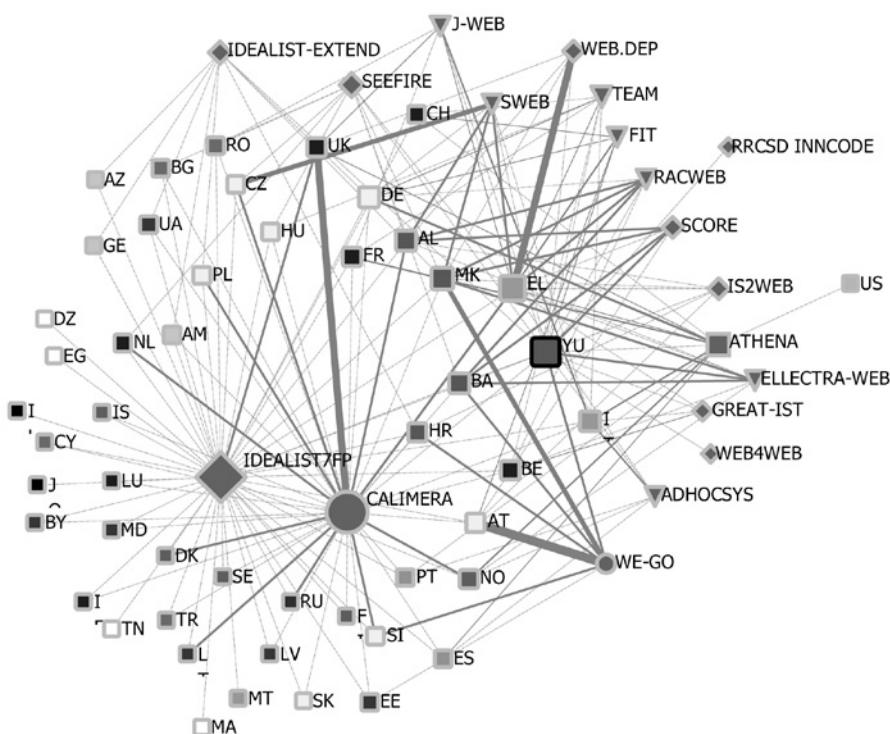 J-WEB
IDEALIST-EXTEND
WEB.DEP
SEEFIRE
TEAM
SWEB
CH
FIT
RO
UK
RRCSD INNCODE
BG
AZ
CZ
DE
RACWEB
UA
HU
AL
SCORE
GE
FR
PL
MK
EL
IS2WEB
US
DZ
NL
AM
YU
ATHENA
EG
BA
ELLECTRA-WEB
I
IS
HR
I
GREAT-IST
CY
IDEALIST7FP
BE
WEB4WEB
J
LU
CALIMERA
ADHOCSYS
BY
MD
AT
DK
WE-GO
SE
PT
NO
I
RU
TN
TR
F
SI
L
LV
ES
MT
SK
EE
MA